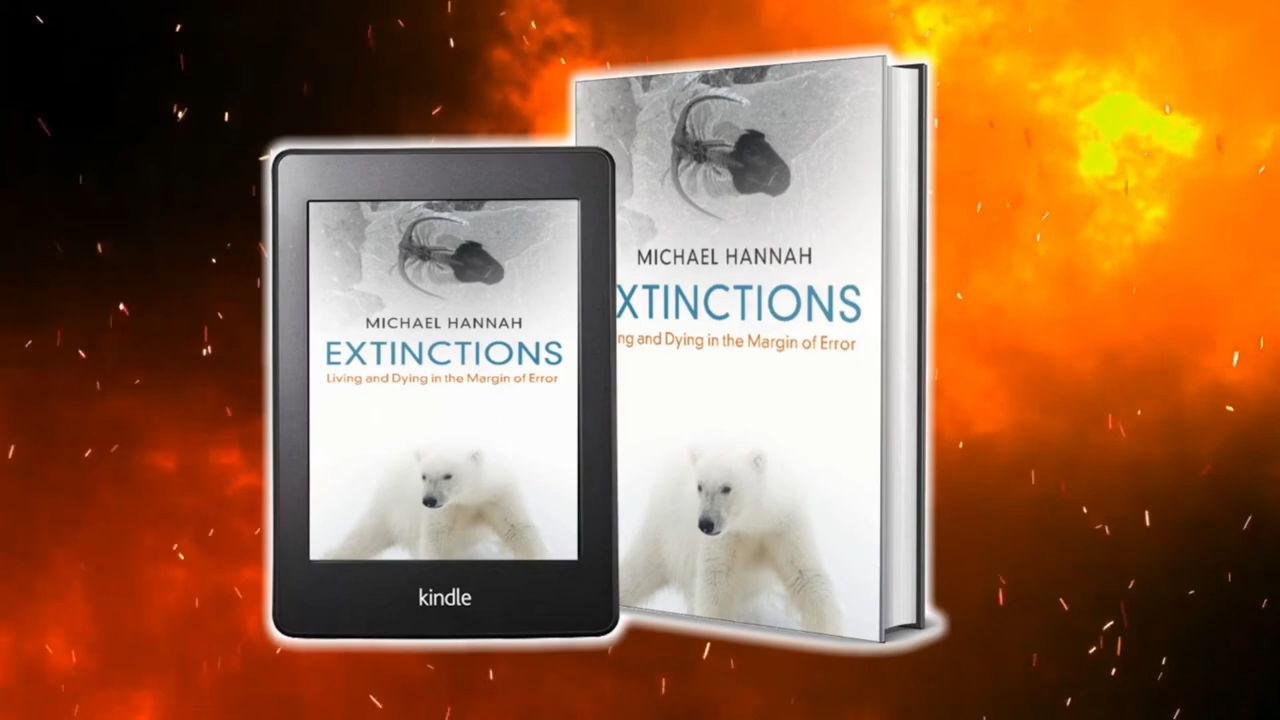 MICHAEL HANNAH
EXTINCTIONS
Living and Dying in the Margin of Error
kindle
MICHAEL HANNAH
XTINCTIONS
ng and Dying in the Margin of Error